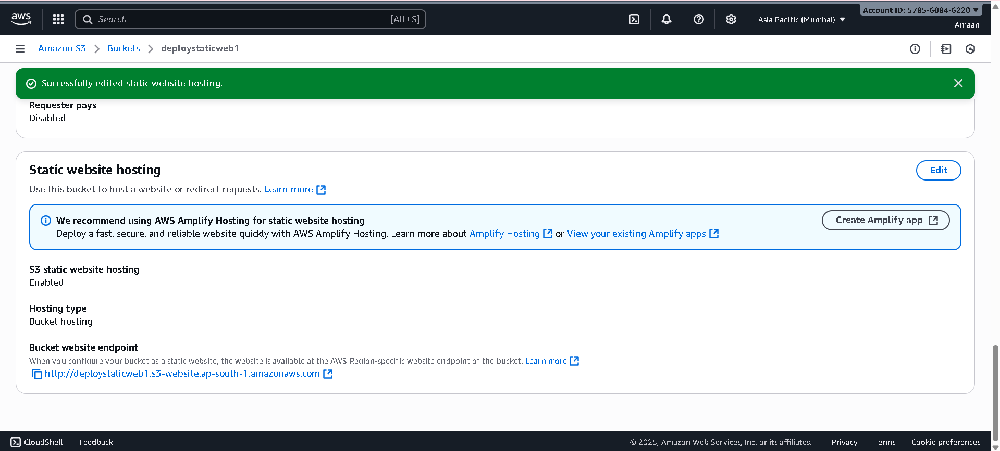 aws
Search [Alt+S]
Asia Pacific (Mumbai)
Account ID: 5785-6084-6220
Amaan
Amazon S3 Buckets deploystaticweb1
Successfully edited static website hosting.
Requester pays
Disabled
Static website hosting
Edit
Use this bucket to host a website or redirect requests. Learn more
We recommend using AWS Amplify Hosting for static website hosting
Create Amplify app
Deploy a fast, secure, and reliable website quickly with AWS Amplify Hosting. Learn more about Amplify Hosting or View your existing Amplify apps
S3 static website hosting
Enabled
Hosting type
Bucket hosting
Bucket website endpoint
When you configure your bucket as a static website, the website is available at the AWS Region-specific website endpoint of the bucket. Learn more
http://deploystaticweb1.s3-website.ap-south-1.amazonaws.com
CloudShell Feedback © 2025, Amazon Web Services, Inc. or its affiliates. Privacy Terms Cookie preferences